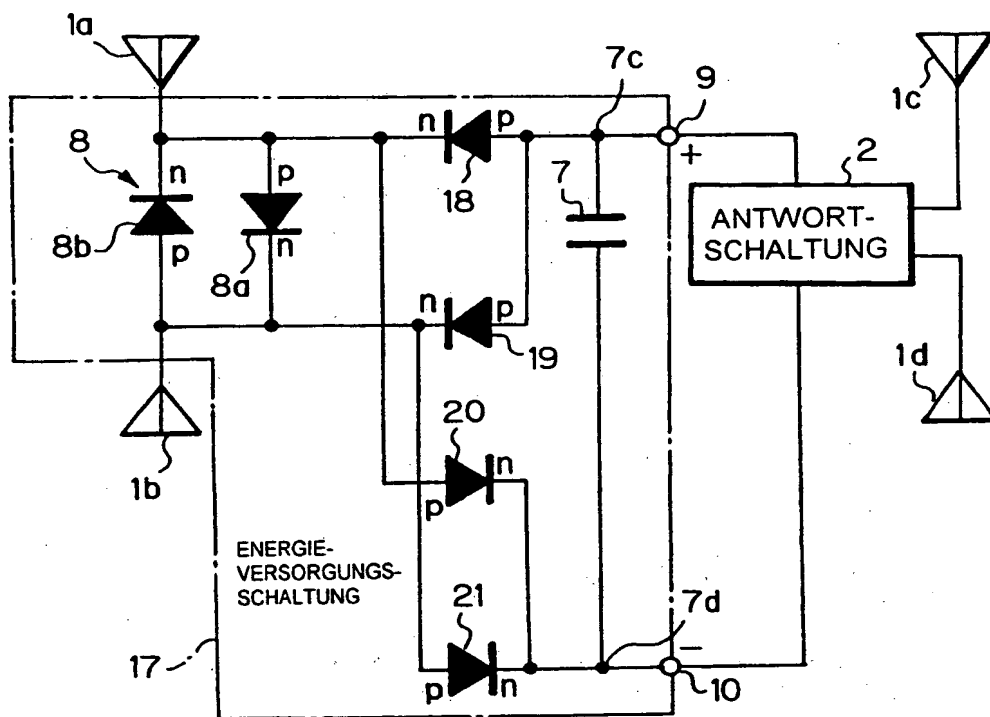 1a
7c
9
1c
8
n
p
n
p
+
2
18
7
ANTWORT-
SCHALTUNG
8b
p
8a
n
n
p
19
1d
20
n
1b
p
ENERGIE-
VERSORGUNGS-
SCHALTUNG
21
7d
–
17
p
n
10